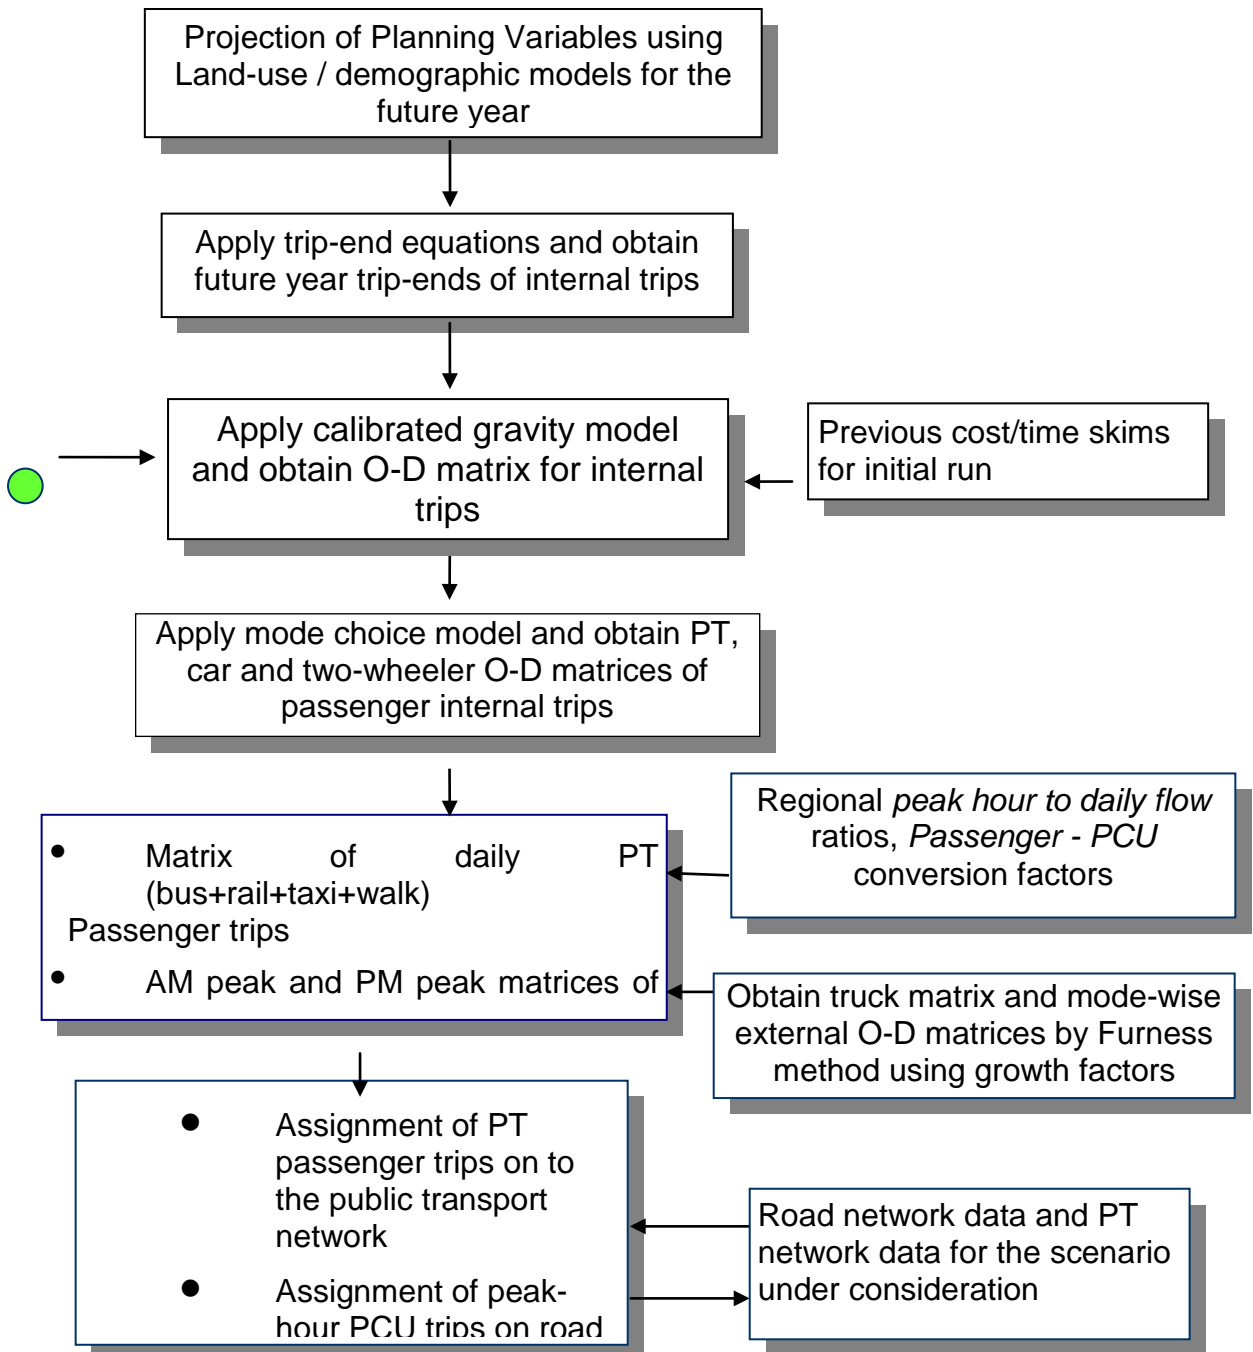 Projection of Planning Variables using
Land-use / demographic models for the
future year
Apply trip-end equations and obtain
future year trip-ends of internal trips
Apply calibrated gravity model
and obtain O-D matrix for internal
trips
Previous cost/time skims
for initial run
Apply mode choice model and obtain PT,
car and two-wheeler O-D matrices of
passenger internal trips
Regional peak hour to daily flow
ratios, Passenger - PCU
conversion factors
• Matrix of daily PT
(bus+rail+taxi+walk)
Passenger trips
• AM peak and PM peak matrices of
Obtain truck matrix and mode-wise
external O-D matrices by Furness
method using growth factors
• Assignment of PT
passenger trips on to
the public transport
network
• Assignment of peak-
hour PCU trips on road
Road network data and PT
network data for the scenario
under consideration